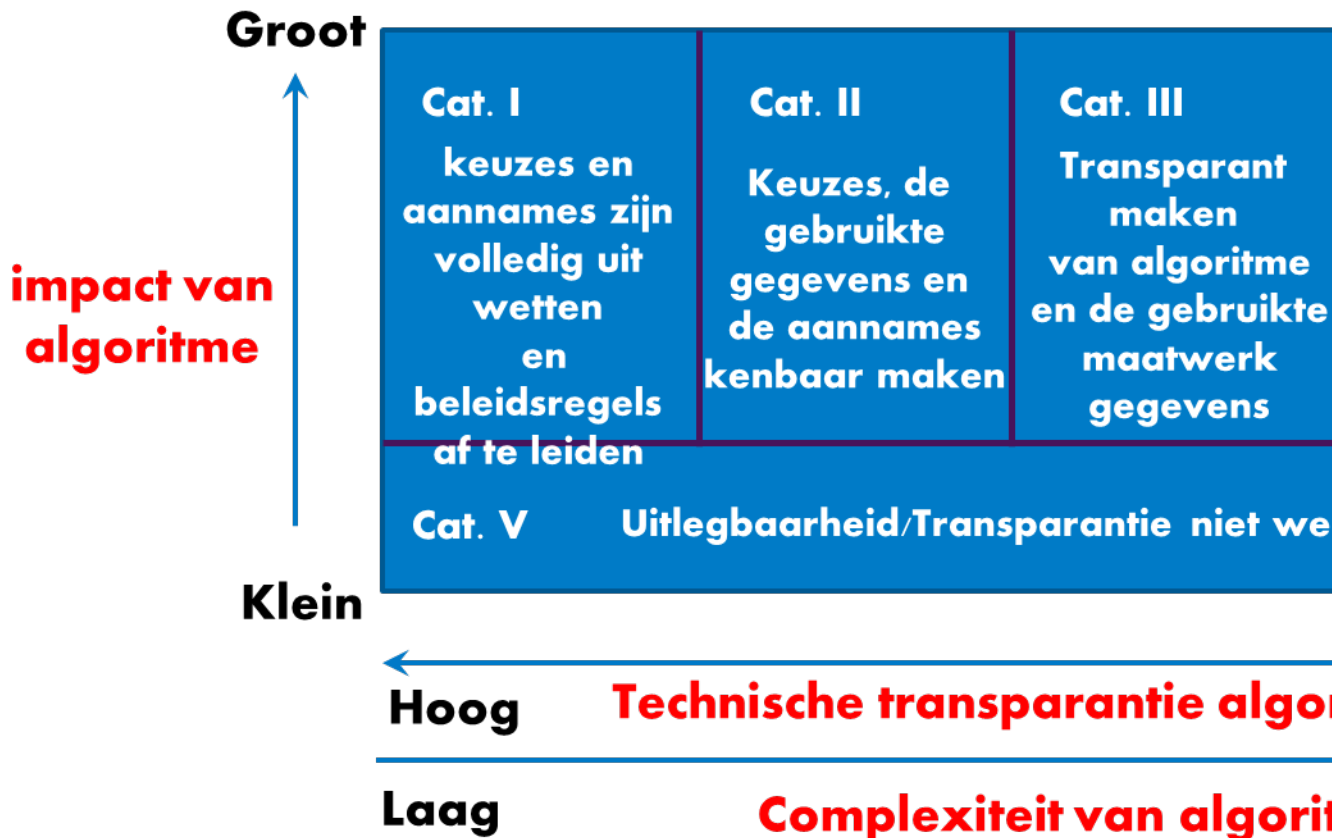 Groot
Cat. I
keuzes en
aannames zijn
volledig uit
wetten
en
beleidsregels
af te leiden
Cat. II
Keuzes, de
gebruikte
gegevens en
de aannames
kenbaar maken
Cat. III
Transparant
maken
van algoritme
en de gebruikte
maatwerk
gegevens
impact van
algoritme
Cat. V Uitlegbaarheid/Transparantie niet
Klein
Hoog Technische transparantie
Laag Complexiteit van